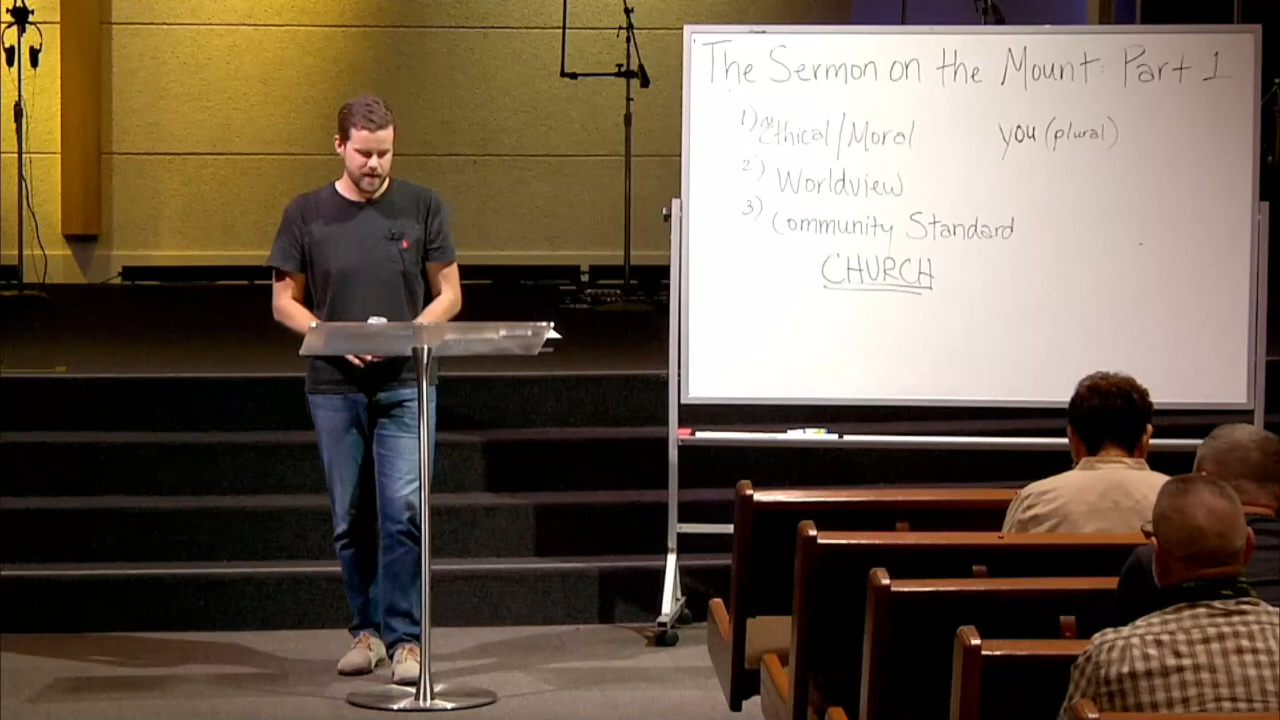 The Sermon on the Mount: Part 1
1) Ethical/Moral you (plural)
2) Worldview
3) Community Standard
CHURCH